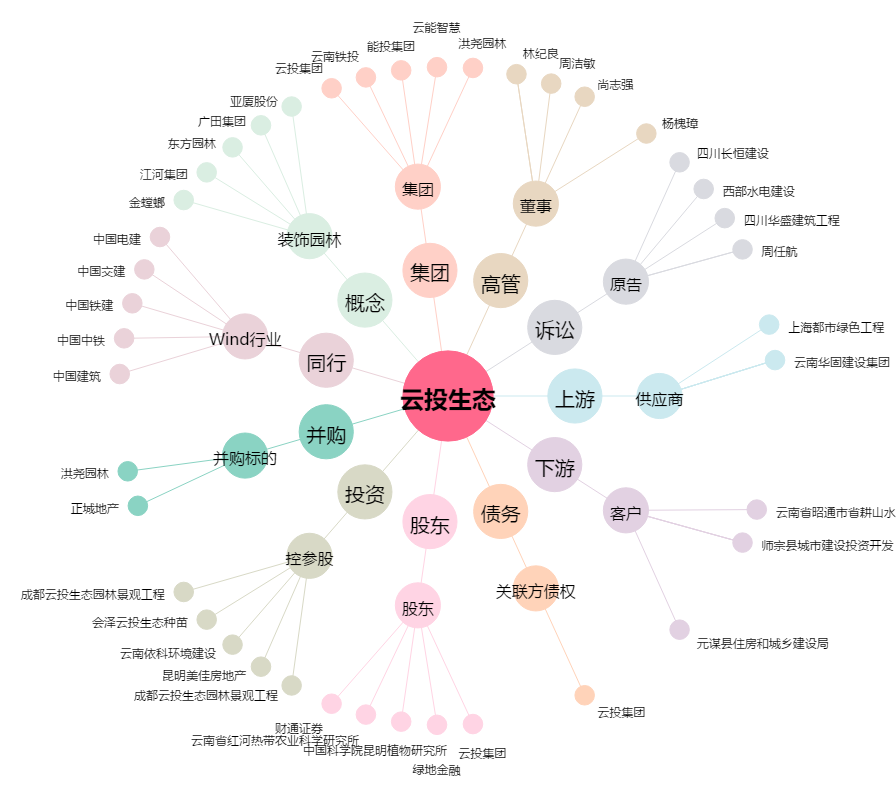 云能智慧
能投集团
洪尧园林
云南铁投
云投集团
林纪良
周洁敏
尚志强
杨槐璋
亚厦股份
广田集团
东方园林
江河集团
金螳螂
四川长恒建设
西部水电建设
四川华盛建筑工程
周任航
集团
董事
装饰园林
原告
中国电建
中国交建
中国铁建
中国中铁
中国建筑
集团
高管
概念
诉讼
Wind行业
同行
上海都市绿色工程
云南华固建设集团
云投生态
上游
供应商
并购
并购标的
洪尧园林
正城地产
下游
客户
云南省昭通市省耕山水
师宗县城市建设投资开发
元谋县住房和城乡建设局
投资
股东
债务
控参股
关联方债权
股东
成都云投生态园林景观工程
会泽云投生态种苗
云南依科环境建设
昆明美佳房地产
成都云投生态园林景观工程
云投集团
财通证券
云南省红河热带农业科学研究所
中国科学院昆明植物研究所
云投集团
绿地金融